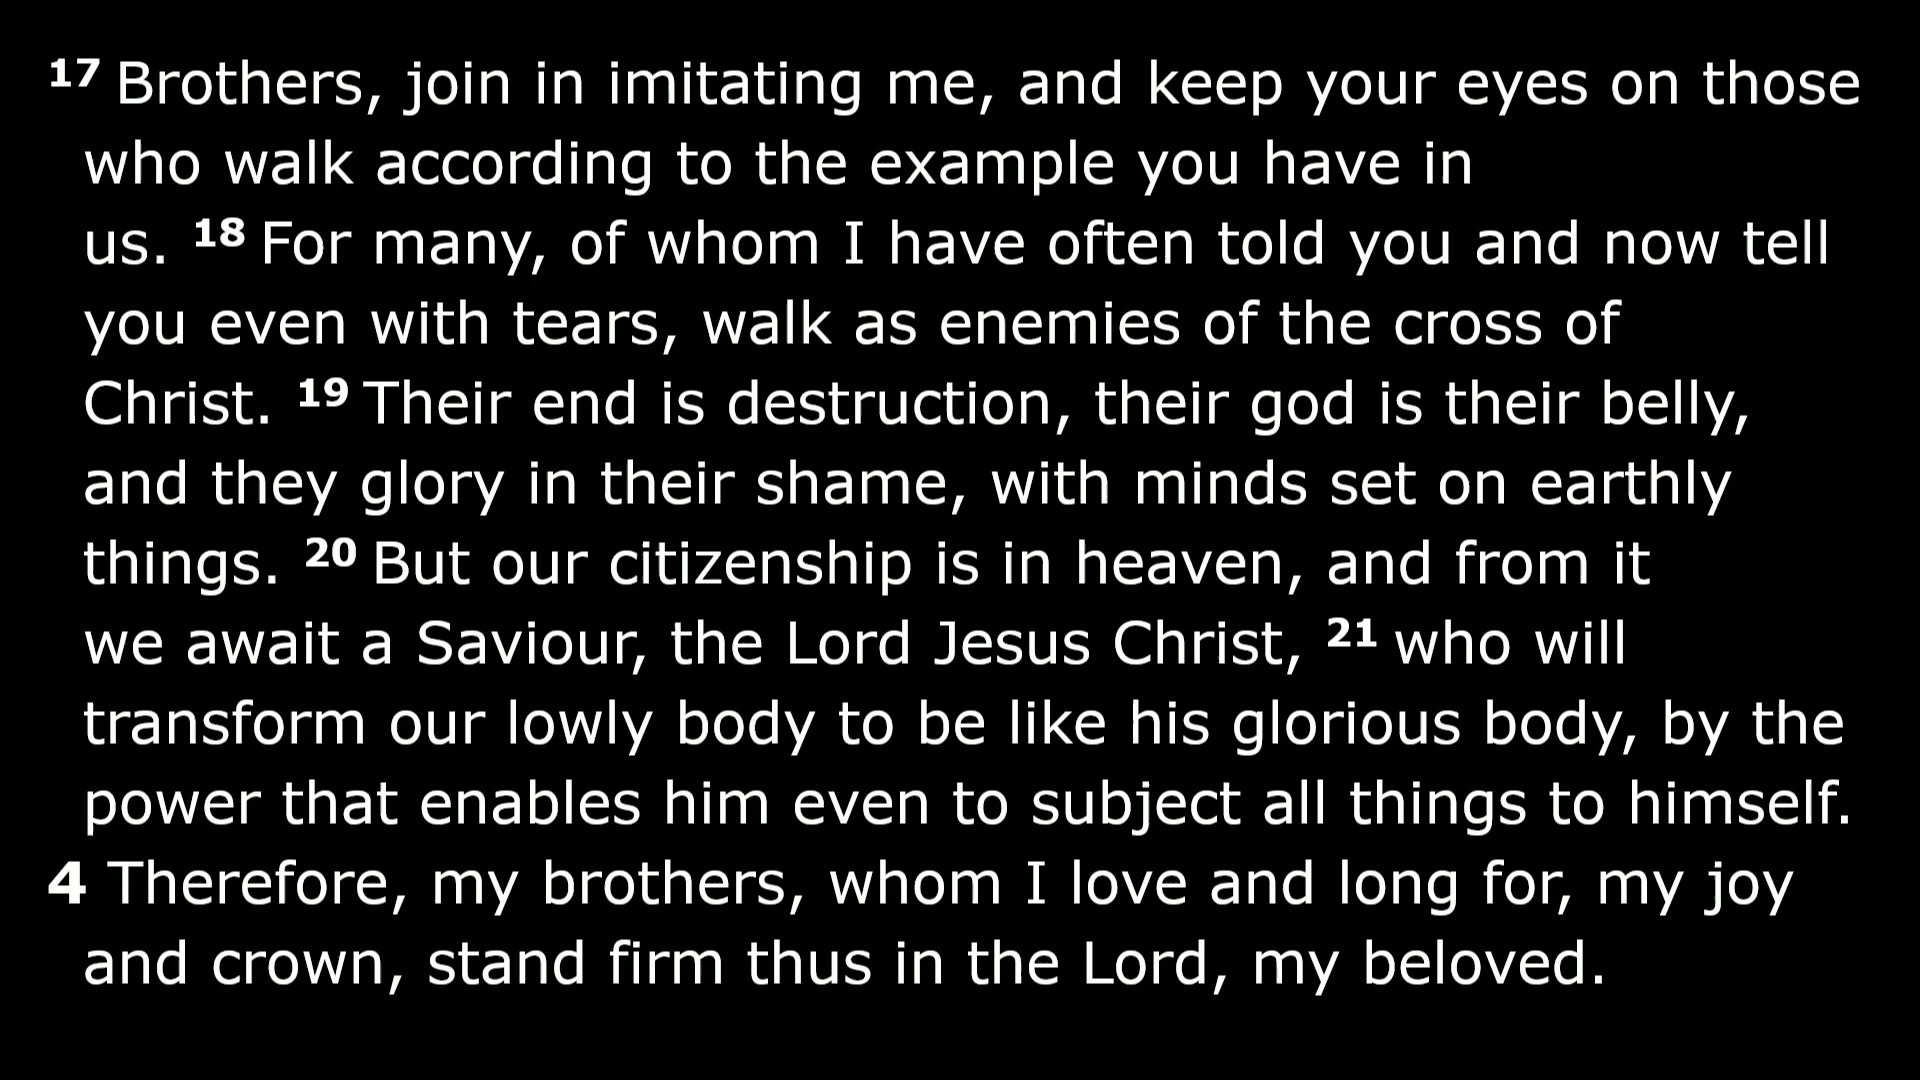 17 Brothers, join in imitating me, and keep your eyes on those
who walk according to the example you have in
us. 18 For many, of whom I have often told you and now tell
you even with tears, walk as enemies of the cross of
Christ. 19 Their end is destruction, their god is their belly,
and they glory in their shame, with minds set on earthly
things. 20 But our citizenship is in heaven, and from it
we await a Saviour, the Lord Jesus Christ, 21 who will
transform our lowly body to be like his glorious body, by the
power that enables him even to subject all things to himself.
4 Therefore, my brothers, whom I love and long for, my joy
and crown, stand firm thus in the Lord, my beloved.